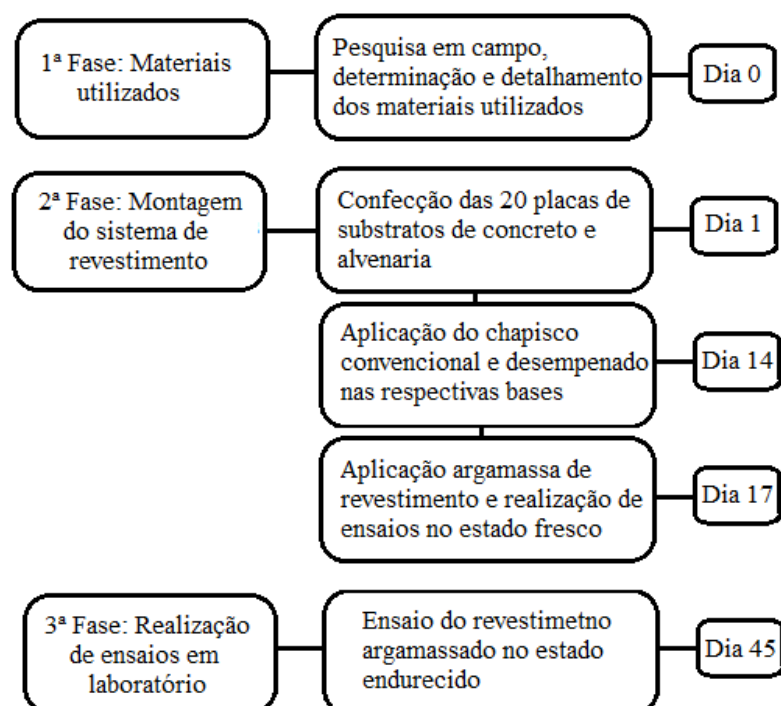 1ª Fase: Materiais
utilizados
Pesquisa em campo,
determinação e detalhamento
dos materiais utilizados
Dia 0
2ª Fase: Montagem
do sistema de
revestimento
Confecção das 20 placas de
substratos de concreto e
alvenaria
Dia 1
Aplicação do chapisco
convencional e desempenado
nas respectivas bases
Dia 14
Aplicação argamassa de
revestimento e realização de
ensaios no estado fresco
Dia 17
3ª Fase: Realização
de ensaios em
laboratório
Ensaio do revestimetno
argamassado no estado
endurecido
Dia 45